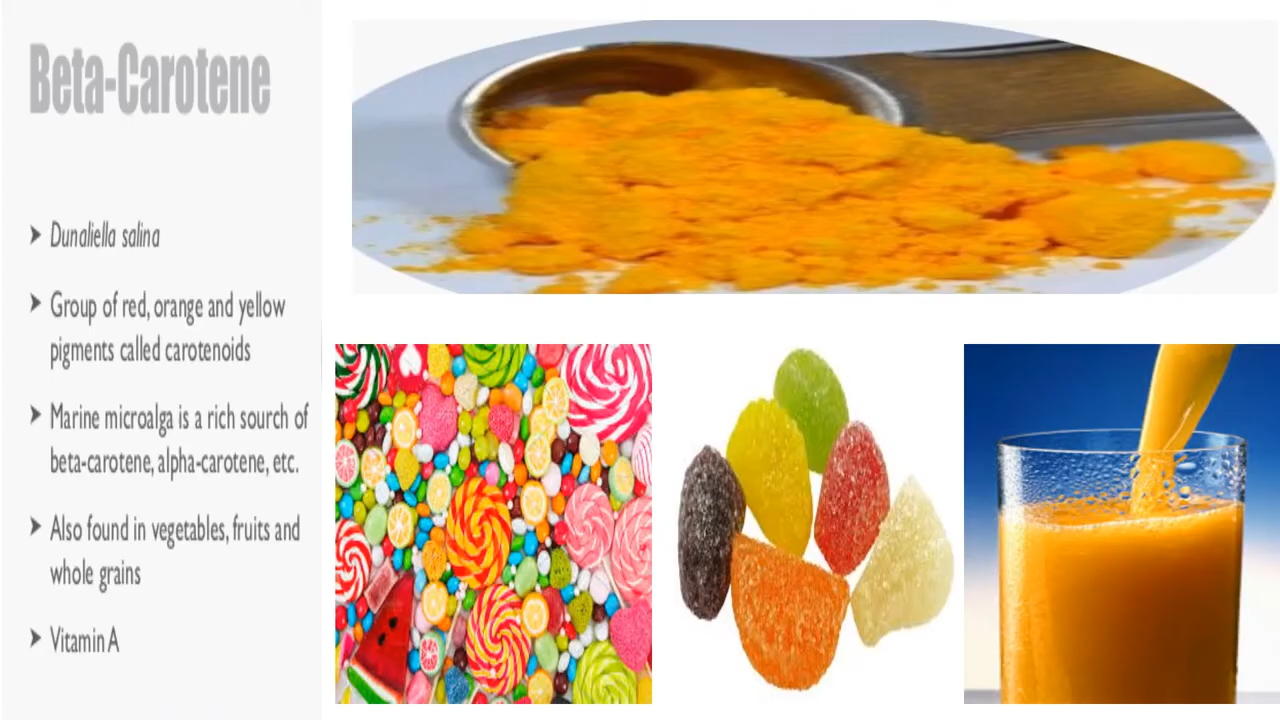 Beta-Carotene
Dunaliella salina
Group of red, orange and yellow
pigments called carotenoids
Marine microalga is a rich sourch of
beta-carotene, alpha-carotene, etc.
Also found in vegetables, fruits and
whole grains
Vitamin A